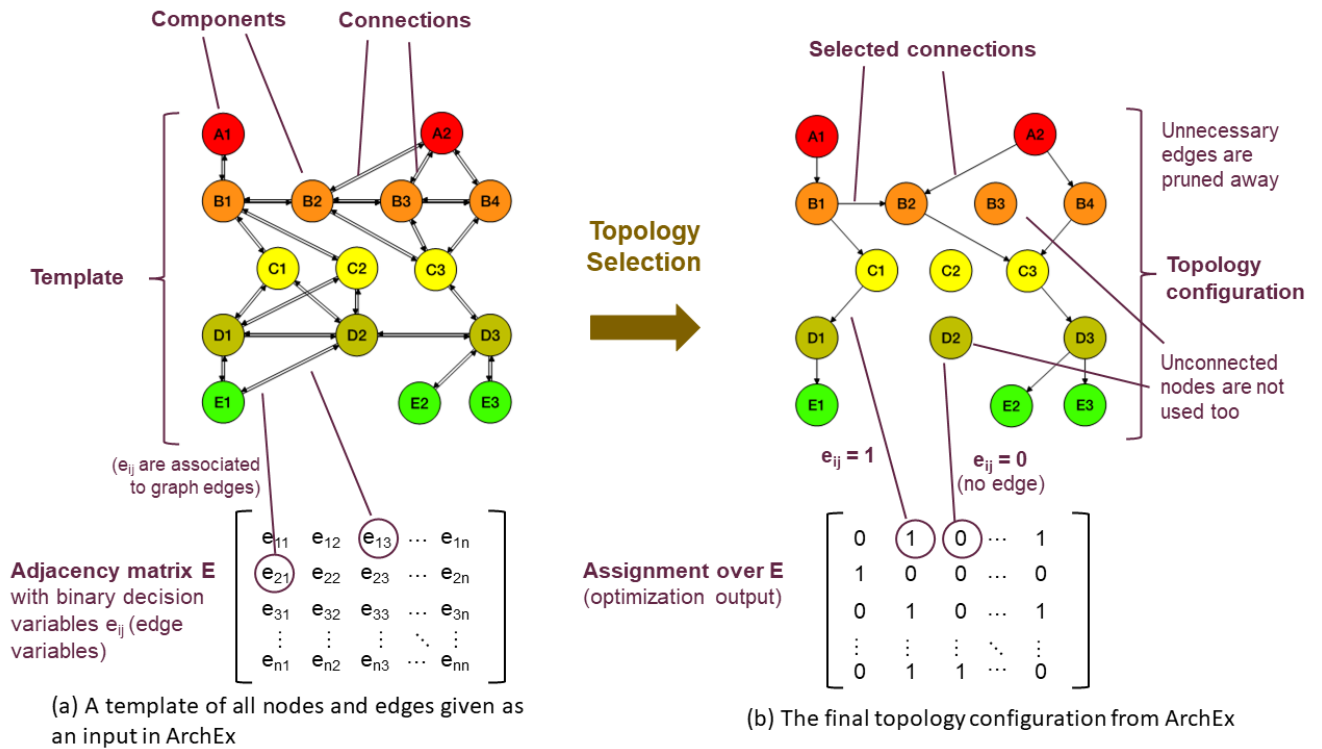 Components
Connections
A1
A2
B1
B2
B3
B4
C1
C2
C3
D1
D2
D3
E1
E2
E3
Template
(eij are associated
to graph edges)
Adjacency matrix E
with binary decision
variables eij (edge
variables)
e11 e12 e13 ⋯ e1n
e21 e22 e23 ⋯ e2n
e31 e32 e33 ⋯ e3n
⋮ ⋮ ⋮ ⋱ ⋮
en1 en2 en3 ⋯ enn
(a) A template of all nodes and edges given as
an input in ArchEx
Topology
Selection
Selected connections
A1
A2
B1
B2
B3
B4
C1
C2
C3
D1
D2
D3
E1
E2
E3
Unnecessary
edges are
pruned away
Topology
configuration
Unconnected
nodes are not
used too
eij = 1
eij = 0
(no edge)
Assignment over E
(optimization output)
0 1 0 ⋯ 1
1 0 0 ⋯ 0
0 1 0 ⋯ 1
⋮ ⋮ ⋮ ⋱ ⋮
0 1 1 ⋯ 0
(b) The final topology configuration from ArchEx